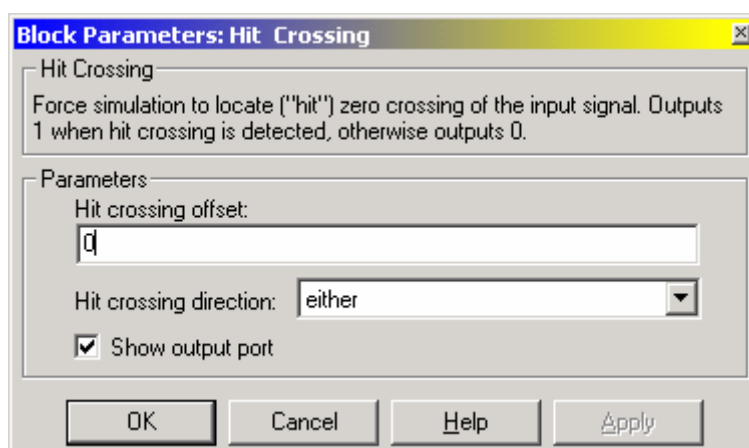 Block Parameters: Hit Crossing
Hit Crossing
Force simulation to locate ("hit") zero crossing of the input signal. Outputs
1 when hit crossing is detected, otherwise outputs 0.
Parameters
Hit crossing offset:
0
Hit crossing direction: either
Show output port
OK Cancel Help Apply